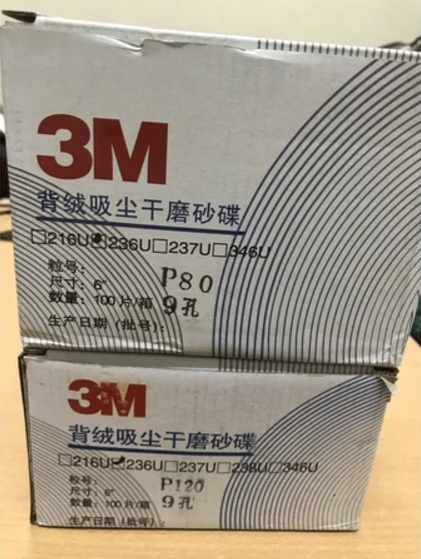 3M
背绒吸尘干磨砂碟
□216U☑236U□237U□346U
粒号: P80
尺寸: 6"
数量: 100片/箱 9孔
生产日期(批号):
3M
背绒吸尘干磨砂碟
□216U☑236U□237U□238U□346U
粒号: P120
尺寸: 6"
数量: 100片/箱 9孔
生产日期(批号):